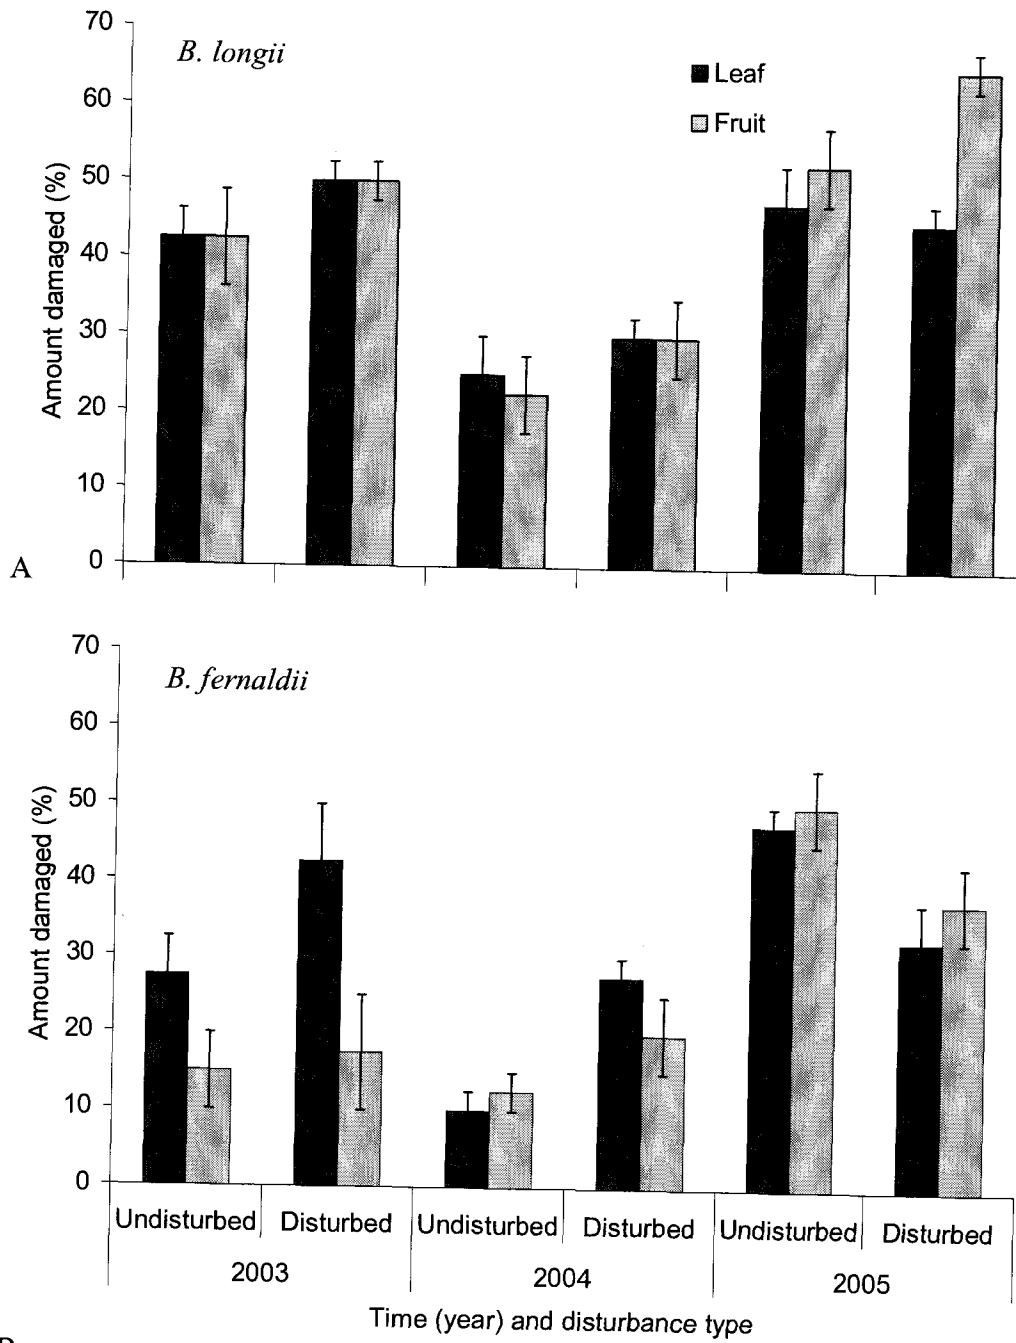 70
B. longii
Leaf
60
Fruit
50
40
30
20
10
0
Amount damaged (%)
A
70
B. fernaldii
60
50
40
30
20
10
0
Amount damaged (%)
Undisturbed Disturbed Undisturbed Disturbed Undisturbed Disturbed
2003 2004 2005
Time (year) and disturbance type